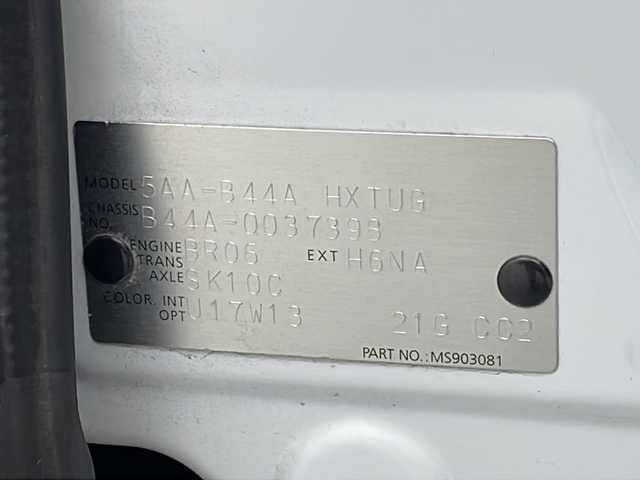 MODEL 5AA-B44A HXTUG
CHASSIS NO. B44A-0037393
ENGINE BR06 EXT H6NA
TRANS AXLE SK10C
COLOR. INT OPT U17W13 21G CC2
PART NO.:MS903081